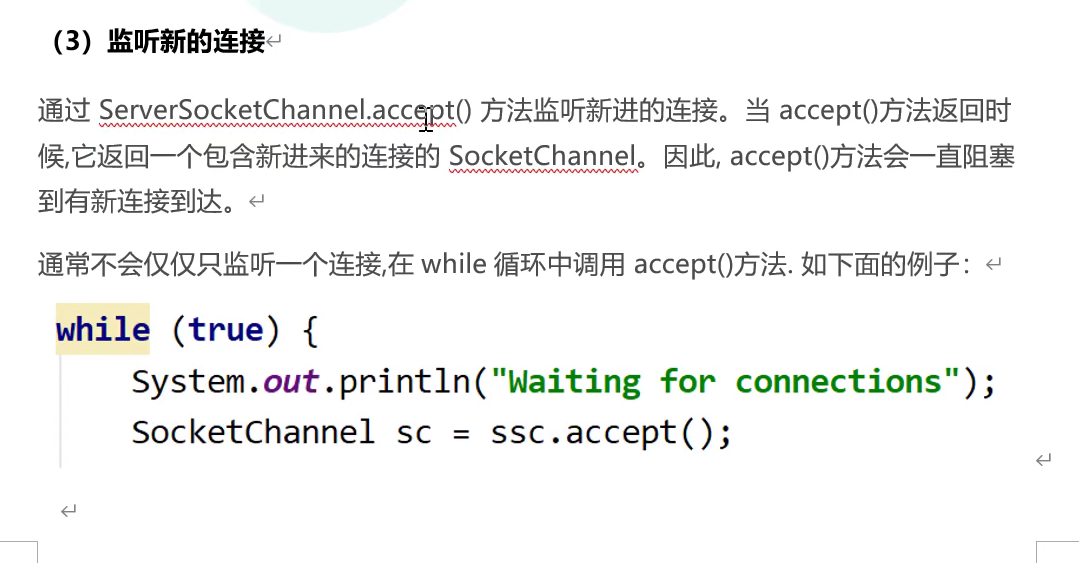 （3）监听新的连接
通过 ServerSocketChannel.accept() 方法监听新进的连接。当 accept()方法返回时
候,它返回一个包含新进来的连接的 SocketChannel。因此, accept()方法会一直阻塞
到有新连接到达。
通常不会仅仅只监听一个连接,在 while 循环中调用 accept()方法. 如下面的例子：
while (true) {
System.out.println("Waiting for connections");
SocketChannel sc = ssc.accept();